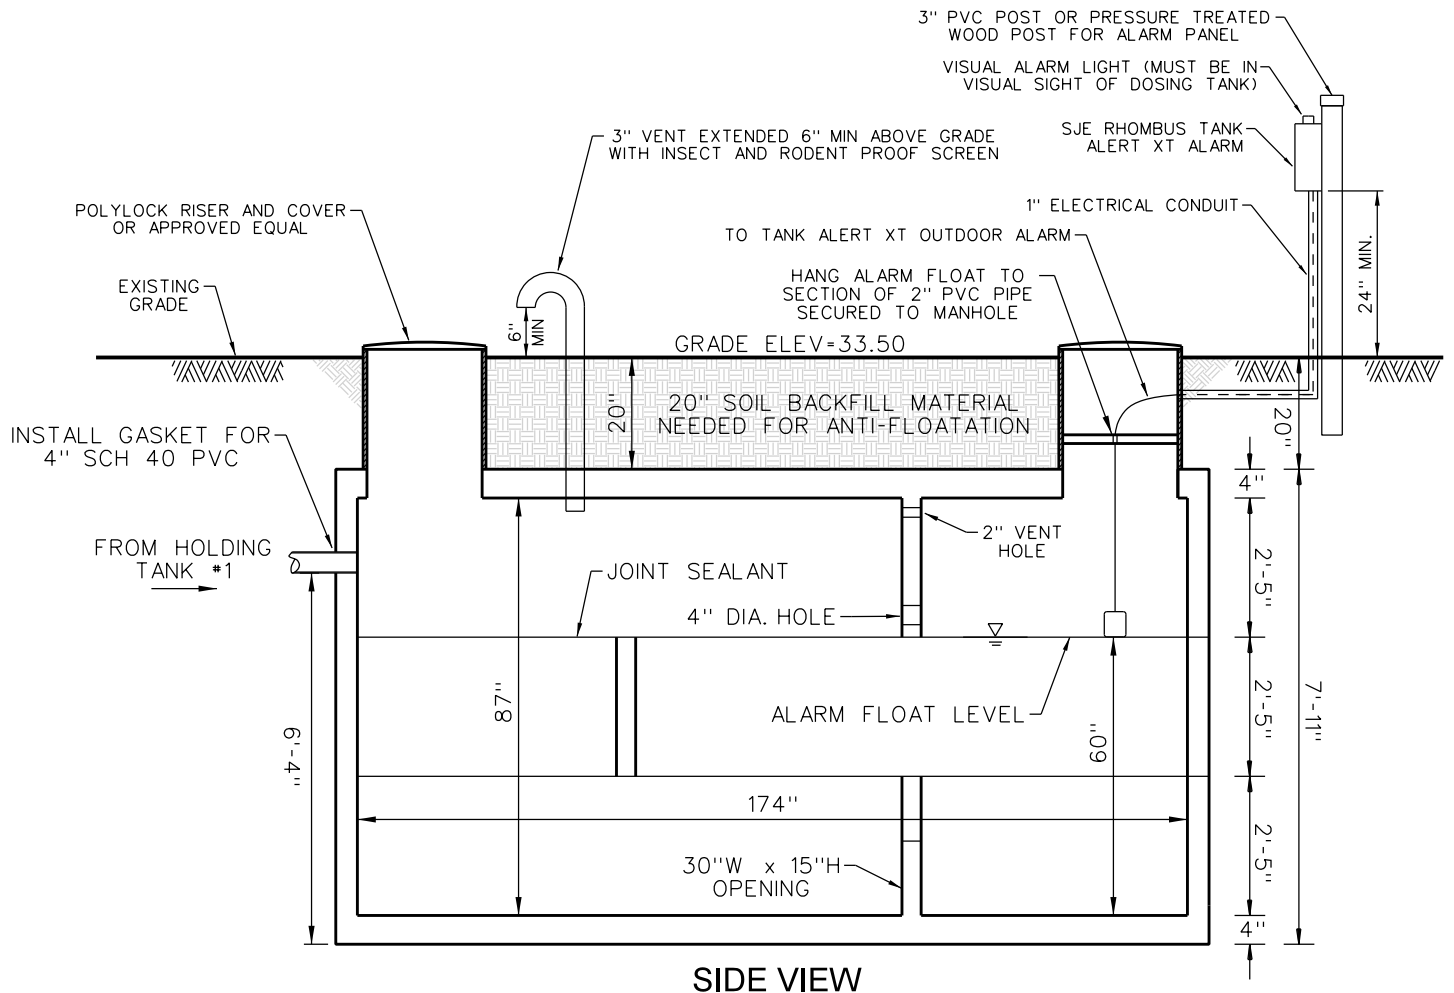 3" PVC POST OR PRESSURE TREATED
WOOD POST FOR ALARM PANEL
VISUAL ALARM LIGHT (MUST BE IN
VISUAL SIGHT OF DOSING TANK)
SJE RHOMBUS TANK
ALERT XT ALARM
3" VENT EXTENDED 6" MIN ABOVE GRADE
WITH INSECT AND RODENT PROOF SCREEN
POLYLOCK RISER AND COVER
OR APPROVED EQUAL
1" ELECTRICAL CONDUIT
TO TANK ALERT XT OUTDOOR ALARM
HANG ALARM FLOAT TO
SECTION OF 2" PVC PIPE
SECURED TO MANHOLE
24" MIN.
EXISTING
GRADE
6"
MIN
GRADE ELEV=33.50
20"
20" SOIL BACKFILL MATERIAL
NEEDED FOR ANTI-FLOATATION
20"
INSTALL GASKET FOR
4" SCH 40 PVC
4"
2" VENT
HOLE
FROM HOLDING
TANK #1
JOINT SEALANT
2'-5"
4" DIA. HOLE
87"
ALARM FLOAT LEVEL
60"
2'-5"
7'-11"
6'-4"
174"
2'-5"
30"W x 15"H
OPENING
4"
SIDE VIEW